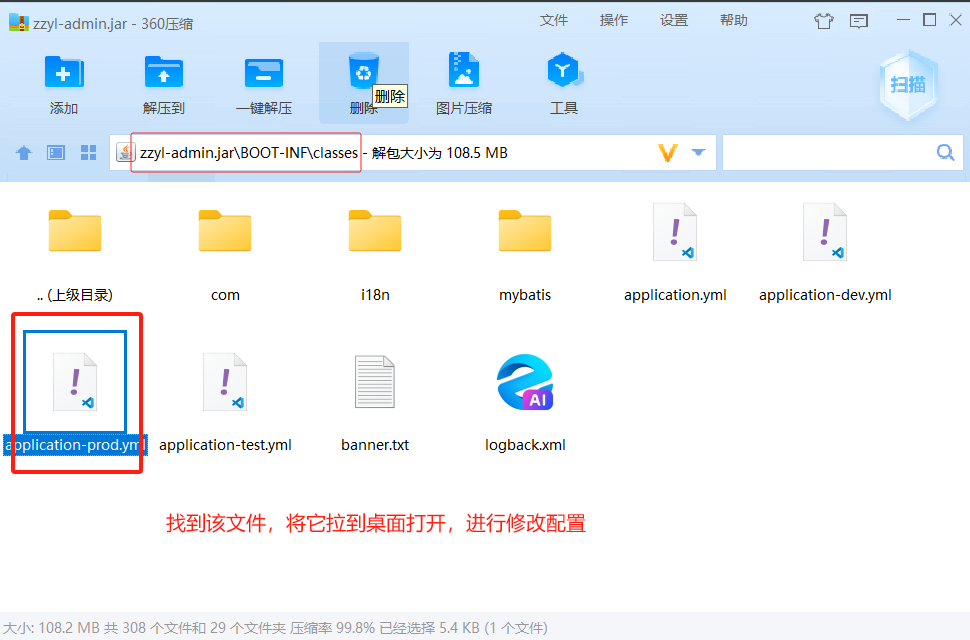 zzyl-admin.jar - 360压缩
文件 操作 设置 帮助
添加 解压到 一键解压 删除 图片压缩 工具
删除
扫描
zzyl-admin.jar\BOOT-INF\classes - 解包大小为 108.5 MB
.. (上级目录) com i18n mybatis application.yml application-dev.yml
application-prod.yml application-test.yml banner.txt logback.xml
AI
找到该文件，将它拉到桌面打开，进行修改配置
大小: 108.2 MB 共 308 个文件和 29 个文件夹 压缩率 99.8% 已经选择 5.4 KB (1 个文件)